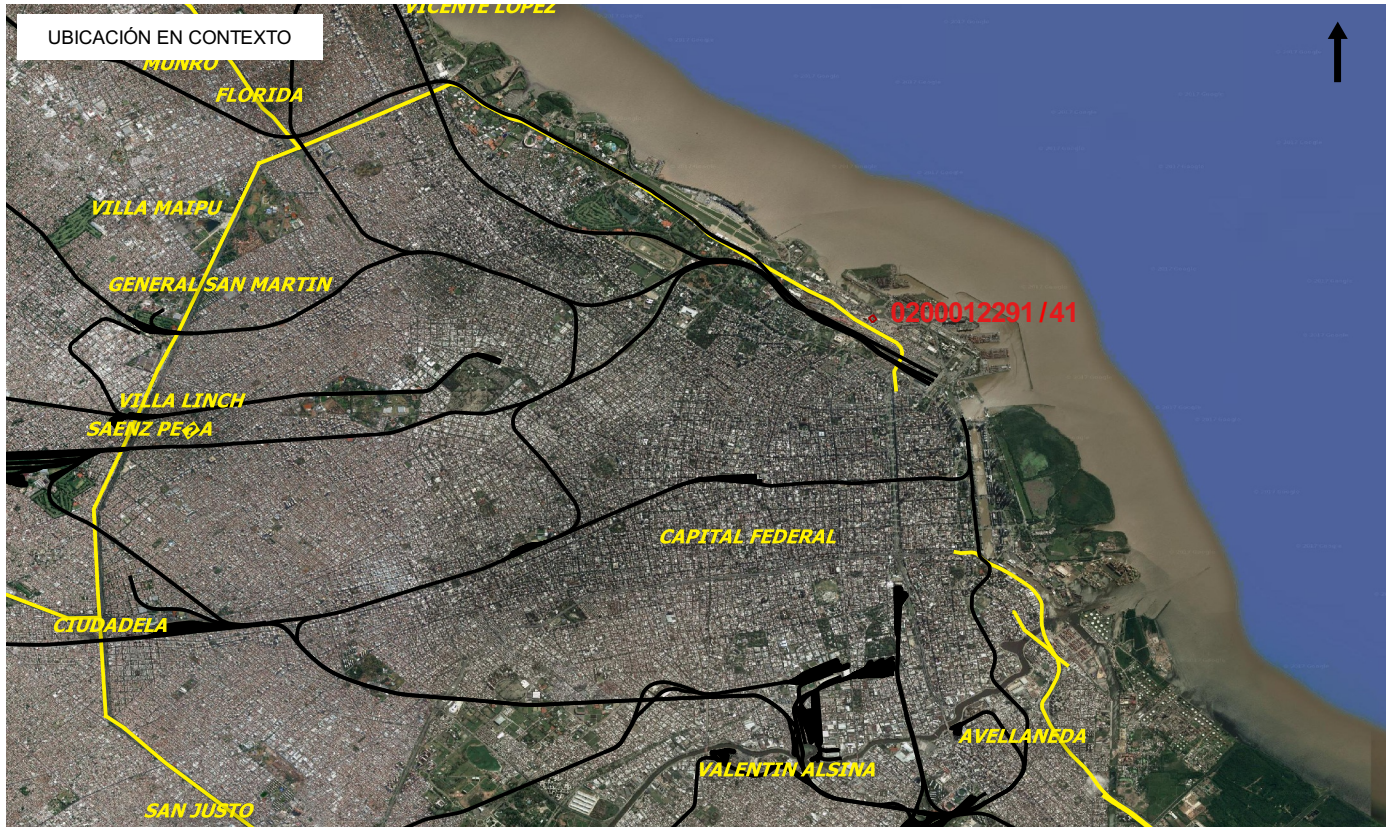 VICENTE LOPEZ
UBICACIÓN EN CONTEXTO
MUNRO
FLORIDA
VILLA MAIPU
GENERAL SAN MARTIN
0200012291/41
VILLA LINCH
SAENZ PE�A
CAPITAL FEDERAL
CIUDADELA
AVELLANEDA
VALENTIN ALSINA
SAN JUSTO